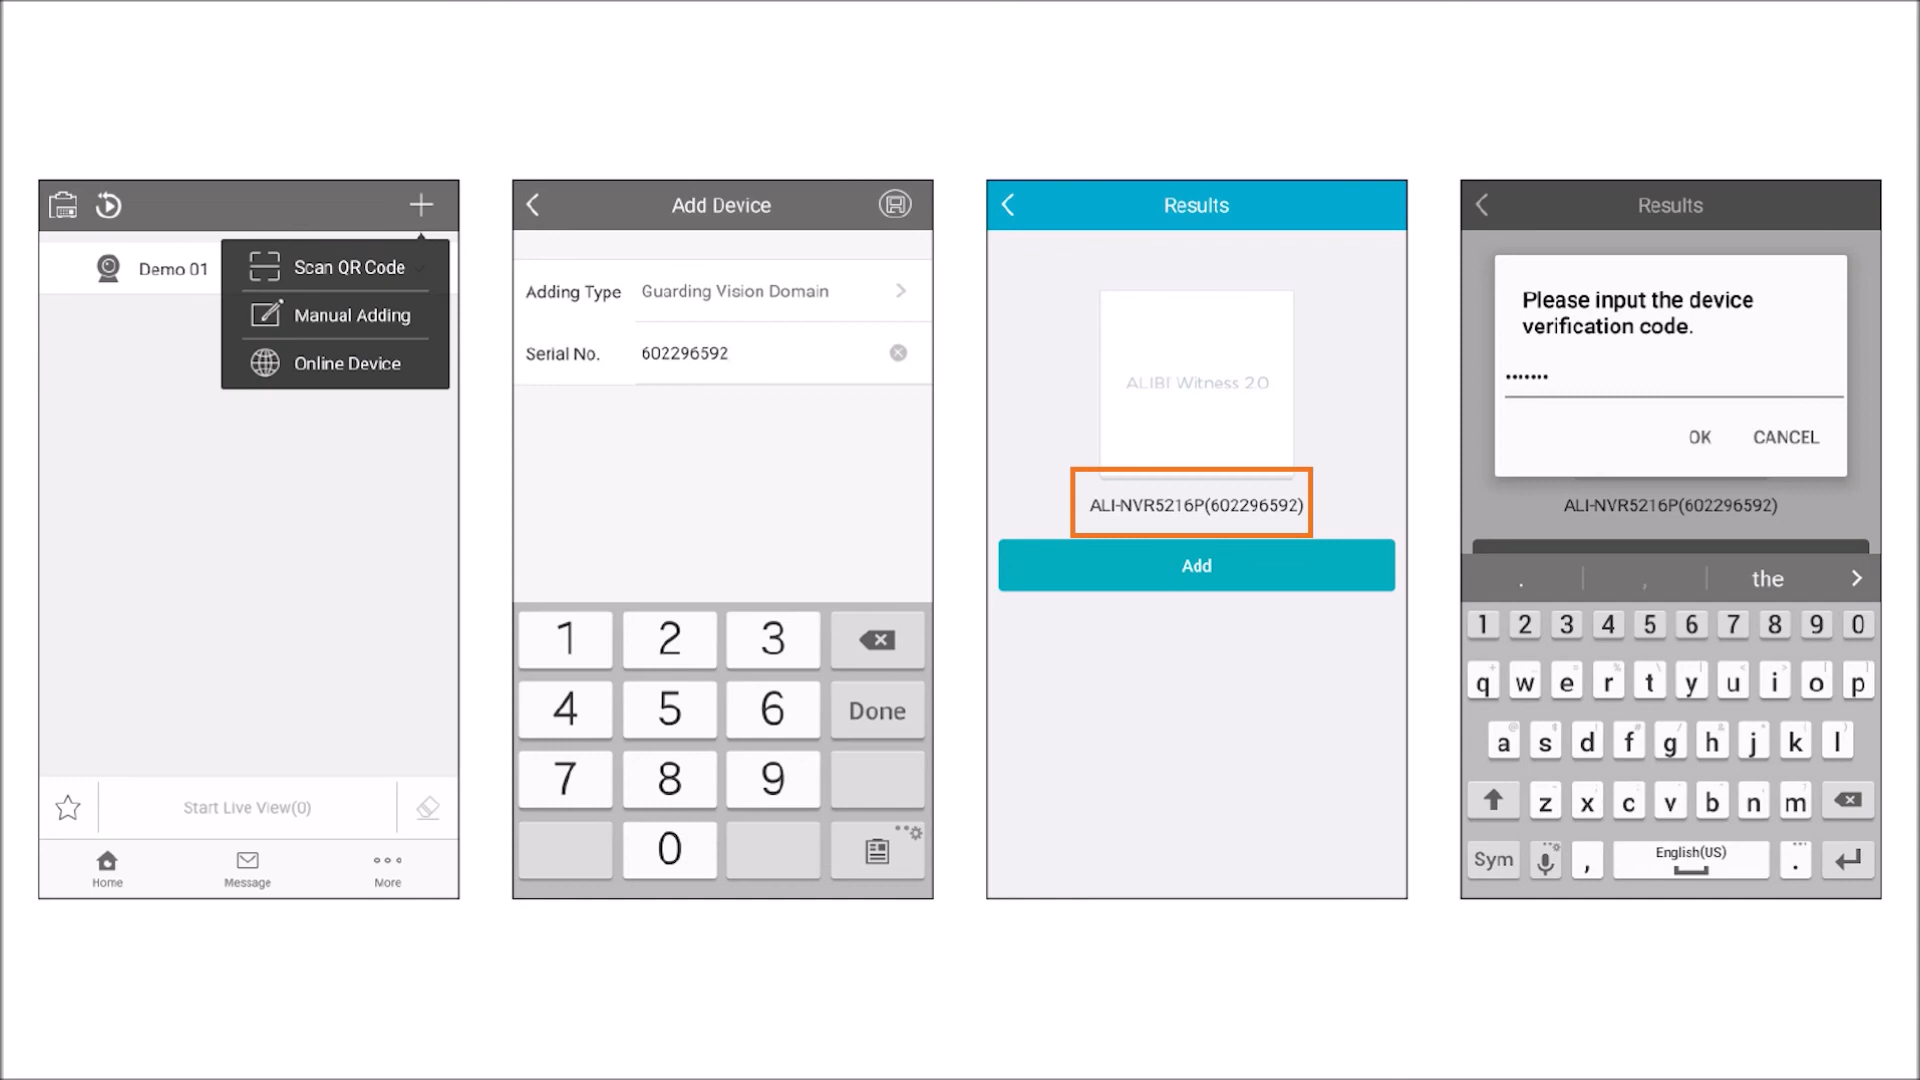 Demo 01
Scan QR Code
Manual Adding
Online Device
Start Live View(0)
Home
Message
More
Add Device
Adding Type Guarding Vision Domain
Serial No. 602296592
1 2 3
4 5 6 Done
7 8 9
0
Results
ALIBI Witness 2.0
ALI-NVR5216P(602296592)
Add
Results
Please input the device
verification code.
•••••••
OK CANCEL
ALI-NVR5216P(602296592)
. , the
1 2 3 4 5 6 7 8 9 0
q w e r t y u i o p
a s d f g h j k l
z x c v b n m
Sym , English(US) .